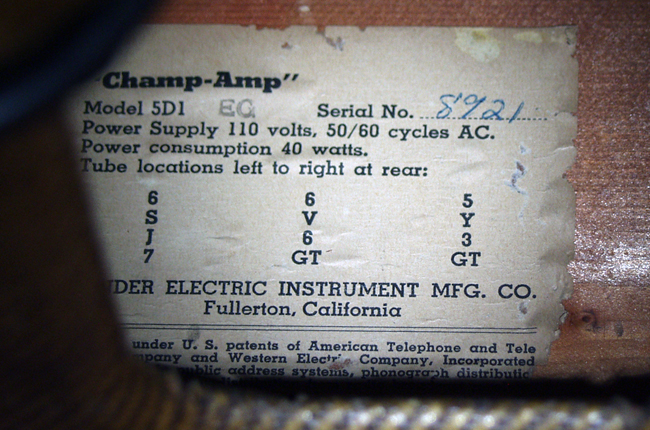 "Champ-Amp"
Model 5D1 EG Serial No. 8921
Power Supply 110 volts, 50/60 cycles AC.
Power consumption 40 watts.
Tube locations left to right at rear:
6 6 5
S V Y
J 6 3
7 GT GT
NDER ELECTRIC INSTRUMENT MFG. CO.
Fullerton, California
under U. S. patents of American Telephone and Tele
mpany and Western Electric Company, Incorporated
public address systems, phonograph